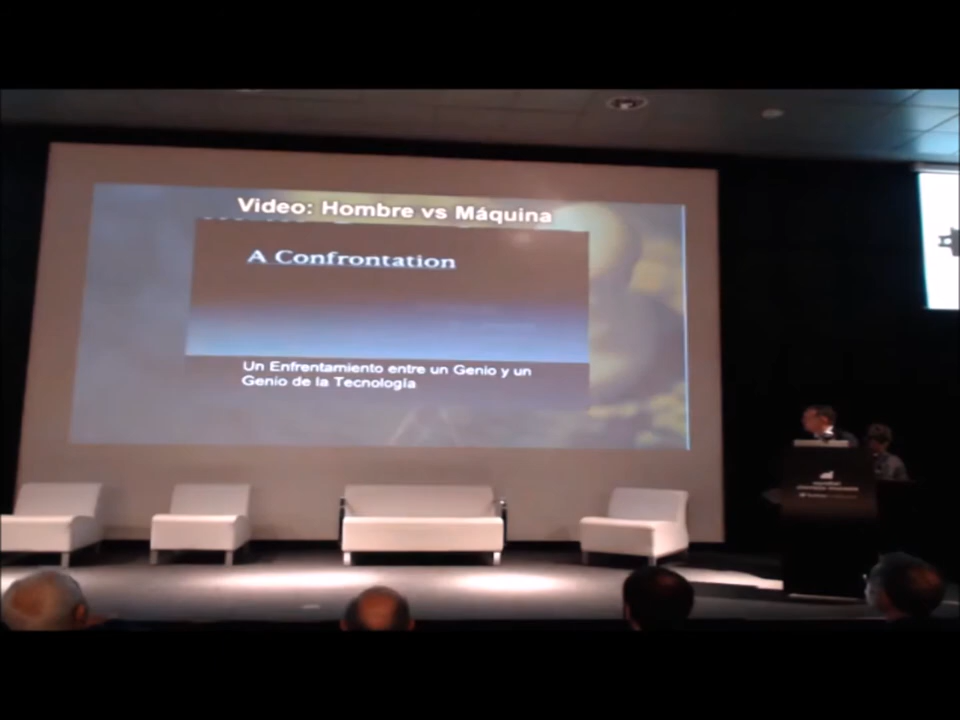 Video: Hombre vs Máquina
A Confrontation
Un Enfrentamiento entre un Genio y un
Genio de la Tecnología